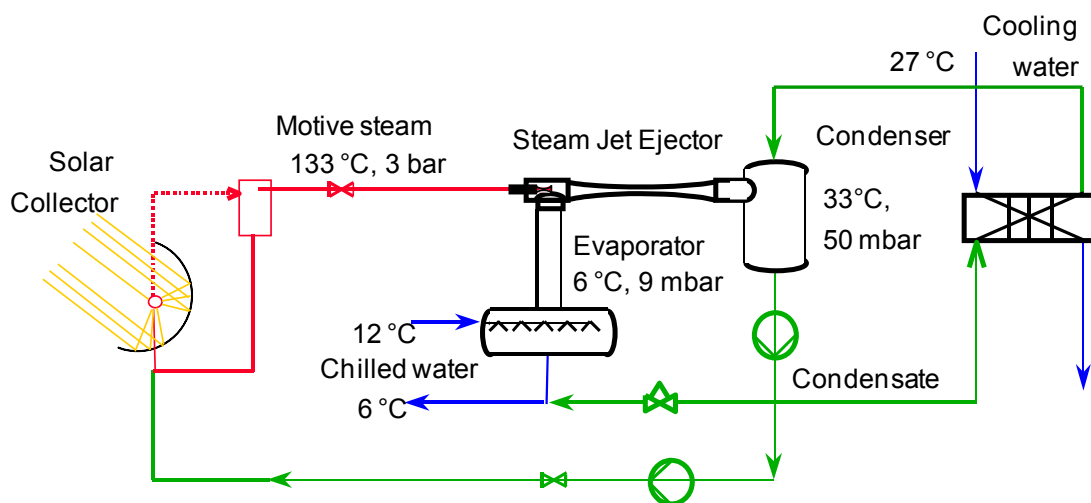 Cooling
water
27 °C
Motive steam
133 °C, 3 bar
Steam Jet Ejector
Condenser
33°C,
50 mbar
Solar
Collector
Evaporator
6 °C, 9 mbar
12 °C
Chilled water
6 °C
Condensate